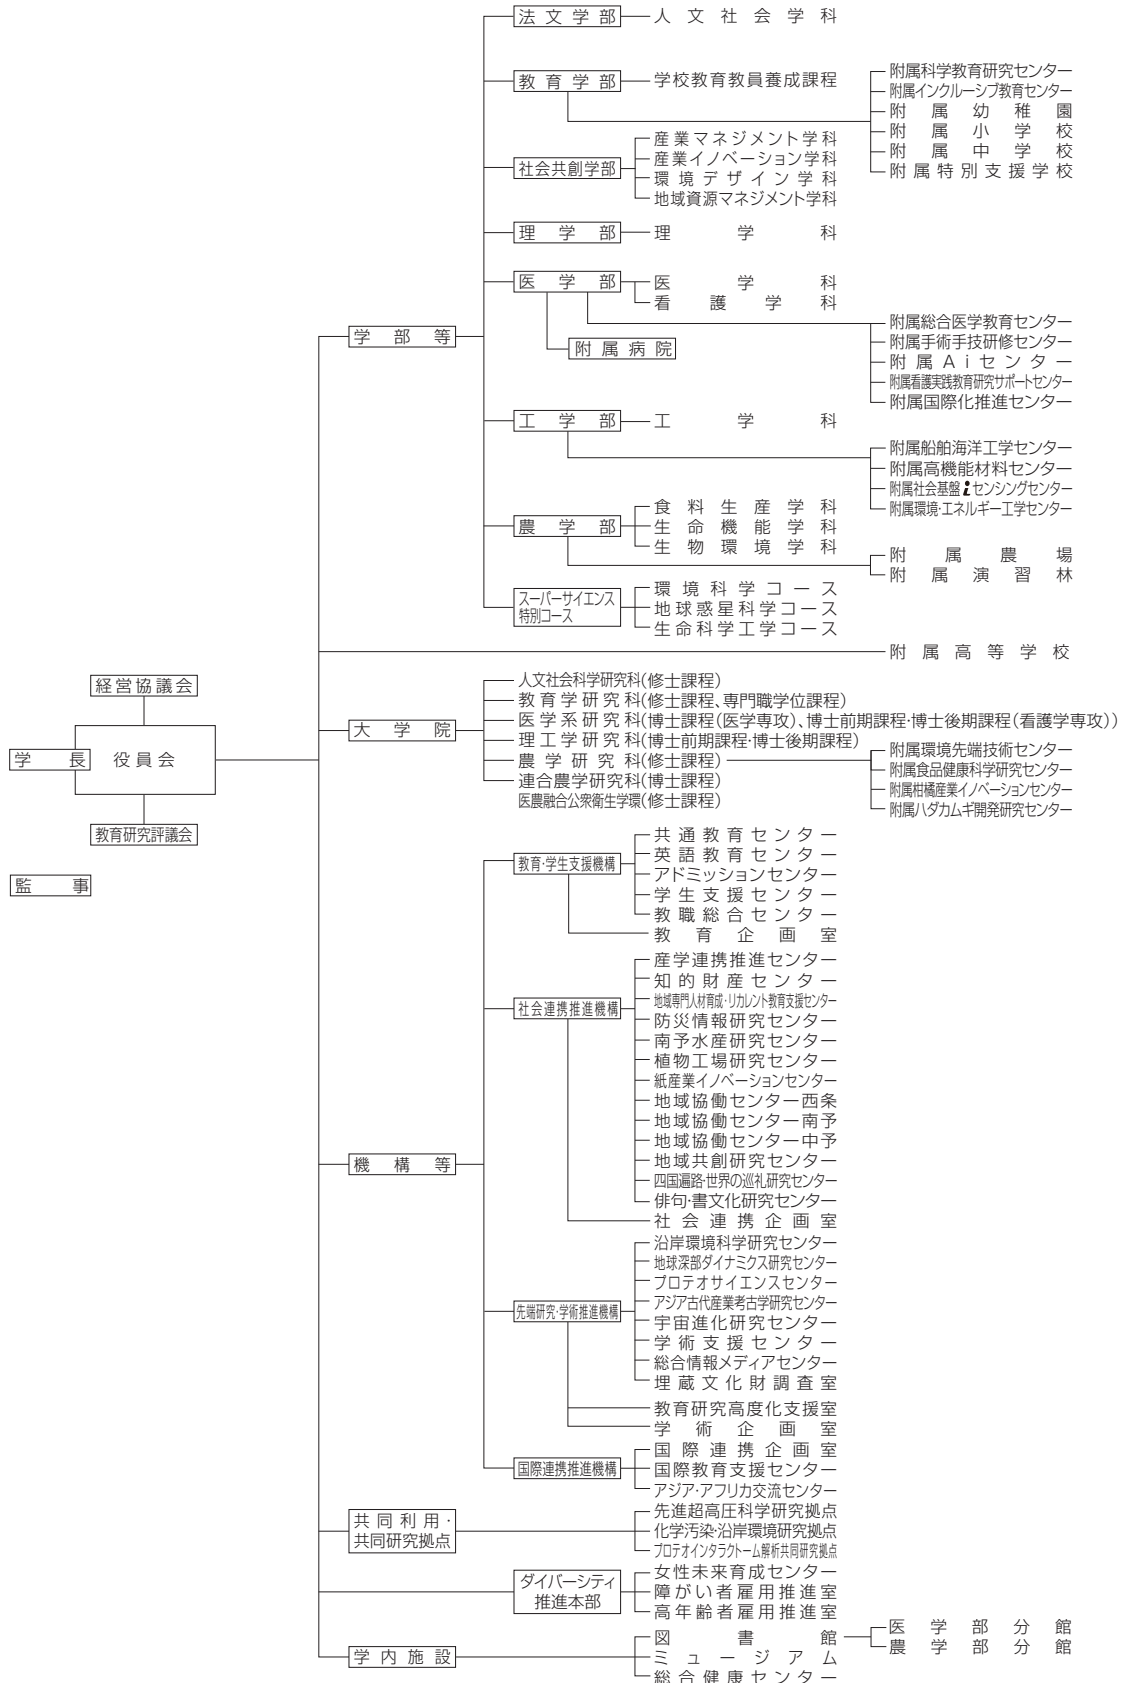 法文学部 人文社会学科
教育学部 学校教育教員養成課程
附属科学教育研究センター
附属インクルーシブ教育センター
附属幼稚園
附属小学校
附属中学校
附属特別支援学校
社会共創学部
産業マネジメント学科
産業イノベーション学科
環境デザイン学科
地域資源マネジメント学科
理学部 理学科
医学部
医学科
看護学科
附属病院
附属総合医学教育センター
附属手術手技研修センター
附属Aiセンター
附属看護実践教育研究サポートセンター
附属国際化推進センター
学部等
工学部 工学科
附属船舶海洋工学センター
附属高機能材料センター
附属社会基盤iセンシングセンター
附属環境・エネルギー工学センター
農学部
食料生産学科
生命機能学科
生物環境学科
附属農場
附属演習林
スーパーサイエンス
特別コース
環境科学コース
地球惑星科学コース
生命科学工学コース
附属高等学校
経営協議会
学長 役員会
教育研究評議会
監事
大学院
人文社会科学研究科(修士課程)
教育学研究科(修士課程、専門職学位課程)
医学系研究科(博士課程(医学専攻)、博士前期課程・博士後期課程(看護学専攻))
理工学研究科(博士前期課程・博士後期課程)
農学研究科(修士課程)
連合農学研究科(博士課程)
医農融合公衆衛生学環(修士課程)
附属環境先端技術センター
附属食品健康科学研究センター
附属柑橘産業イノベーションセンター
附属ハダカムギ開発研究センター
機構等
教育・学生支援機構
共通教育センター
英語教育センター
アドミッションセンター
学生支援センター
教職総合センター
教育企画室
社会連携推進機構
産学連携推進センター
知的財産センター
地域専門人材育成・リカレント教育支援センター
防災情報研究センター
南予水産研究センター
植物工場研究センター
紙産業イノベーションセンター
地域協働センター西条
地域協働センター南予
地域協働センター中予
地域共創研究センター
四国遍路・世界の巡礼研究センター
俳句・書文化研究センター
社会連携企画室
先端研究・学術推進機構
沿岸環境科学研究センター
地球深部ダイナミクス研究センター
プロテオサイエンスセンター
アジア古代産業考古学研究センター
宇宙進化研究センター
学術支援センター
総合情報メディアセンター
埋蔵文化財調査室
教育研究高度化支援室
学術企画室
国際連携推進機構
国際連携企画室
国際教育支援センター
アジア・アフリカ交流センター
共同利用・
共同研究拠点
先進超高圧科学研究拠点
化学汚染・沿岸環境研究拠点
プロテオインタラクトーム解析共同研究拠点
ダイバーシティ
推進本部
女性未来育成センター
障がい者雇用推進室
高年齢者雇用推進室
学内施設
図書館
ミュージアム
総合健康センター
医学部分館
農学部分館